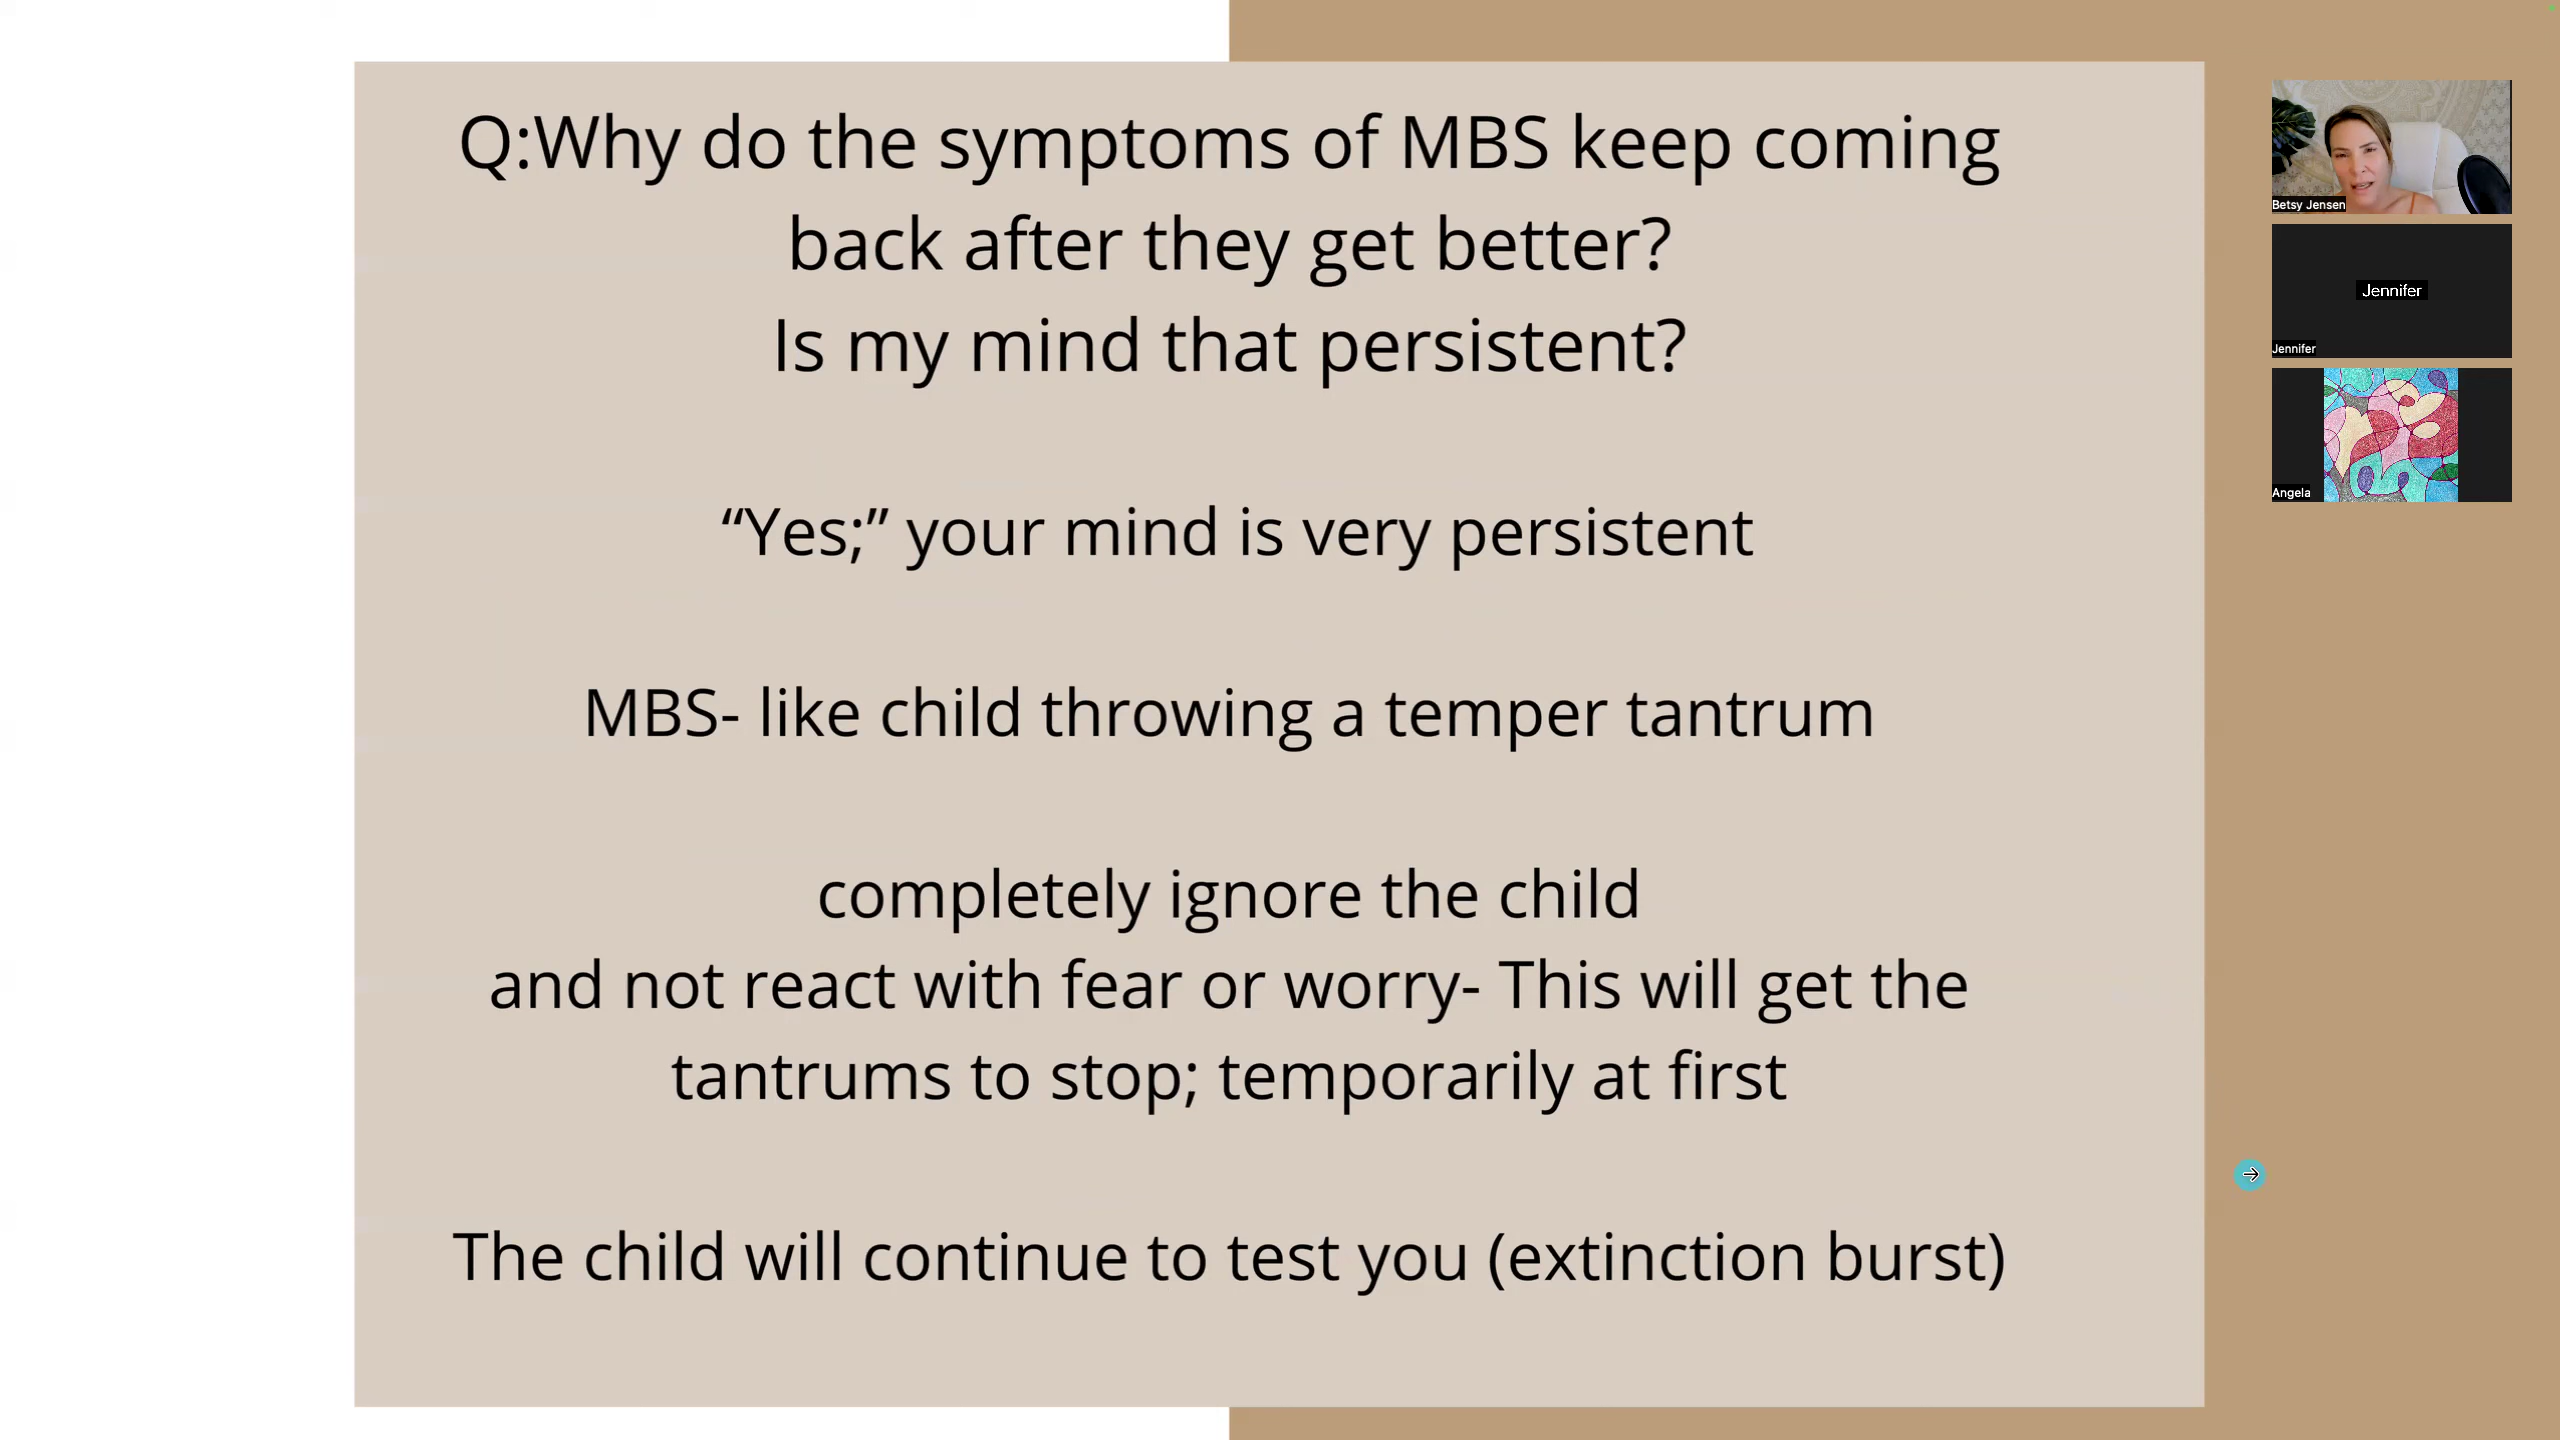 Q:Why do the symptoms of MBS keep coming
back after they get better?
Is my mind that persistent?
“Yes;” your mind is very persistent
MBS- like child throwing a temper tantrum
completely ignore the child
and not react with fear or worry- This will get the
tantrums to stop; temporarily at first
The child will continue to test you (extinction burst)
Betsy Jensen
Jennifer
Jennifer
Angela